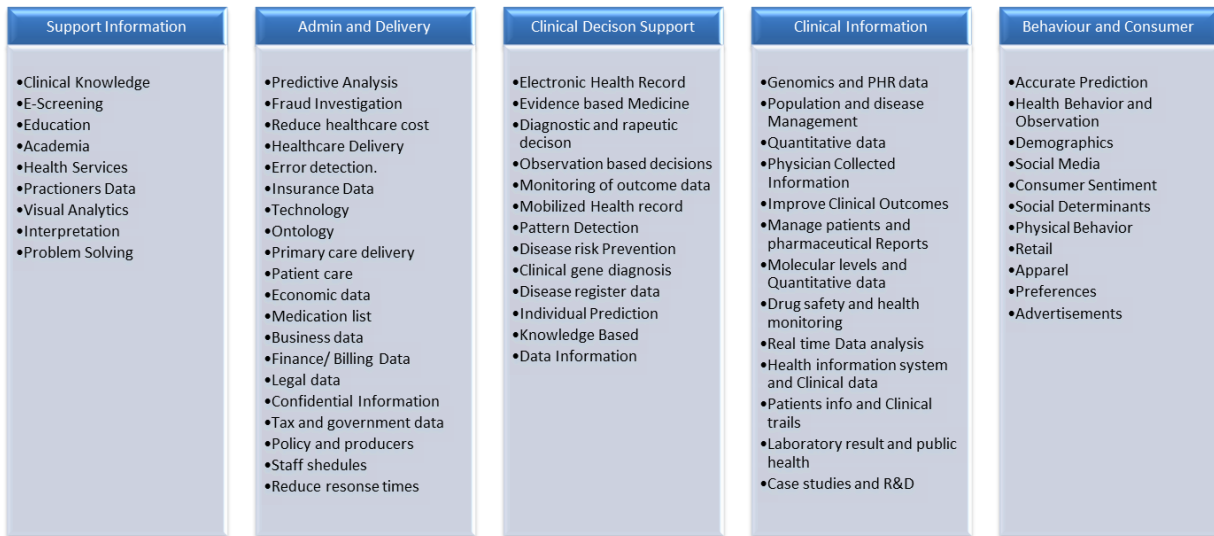 Support Information
•Clinical Knowledge
•E-Screening
•Education
•Academia
•Health Services
•Practioners Data
•Visual Analytics
•Interpretation
•Problem Solving
Admin and Delivery
•Predictive Analysis
•Fraud Investigation
•Reduce healthcare cost
•Healthcare Delivery
•Error detection.
•Insurance Data
•Technology
•Ontology
•Primary care delivery
•Patient care
•Economic data
•Medication list
•Business data
•Finance/ Billing Data
•Legal data
•Confidential Information
•Tax and government data
•Policy and producers
•Staff shedules
•Reduce resonse times
Clinical Decison Support
•Electronic Health Record
•Evidence based Medicine
•Diagnostic and rapeutic
decison
•Observation based decisions
•Monitoring of outcome data
•Mobilized Health record
•Pattern Detection
•Disease risk Prevention
•Clinical gene diagnosis
•Disease register data
•Individual Prediction
•Knowledge Based
•Data Information
Clinical Information
•Genomics and PHR data
•Population and disease
Management
•Quantitative data
•Physician Collected
Information
•Improve Clinical Outcomes
•Manage patients and
pharmaceutical Reports
•Molecular levels and
Quantitative data
•Drug safety and health
monitoring
•Real time Data analysis
•Health information system
and Clinical data
•Patients info and Clinical
trails
•Laboratory result and public
health
•Case studies and R&D
Behaviour and Consumer
•Accurate Prediction
•Health Behavior and
Observation
•Demographics
•Social Media
•Consumer Sentiment
•Social Determinants
•Physical Behavior
•Retail
•Apparel
•Preferences
•Advertisements